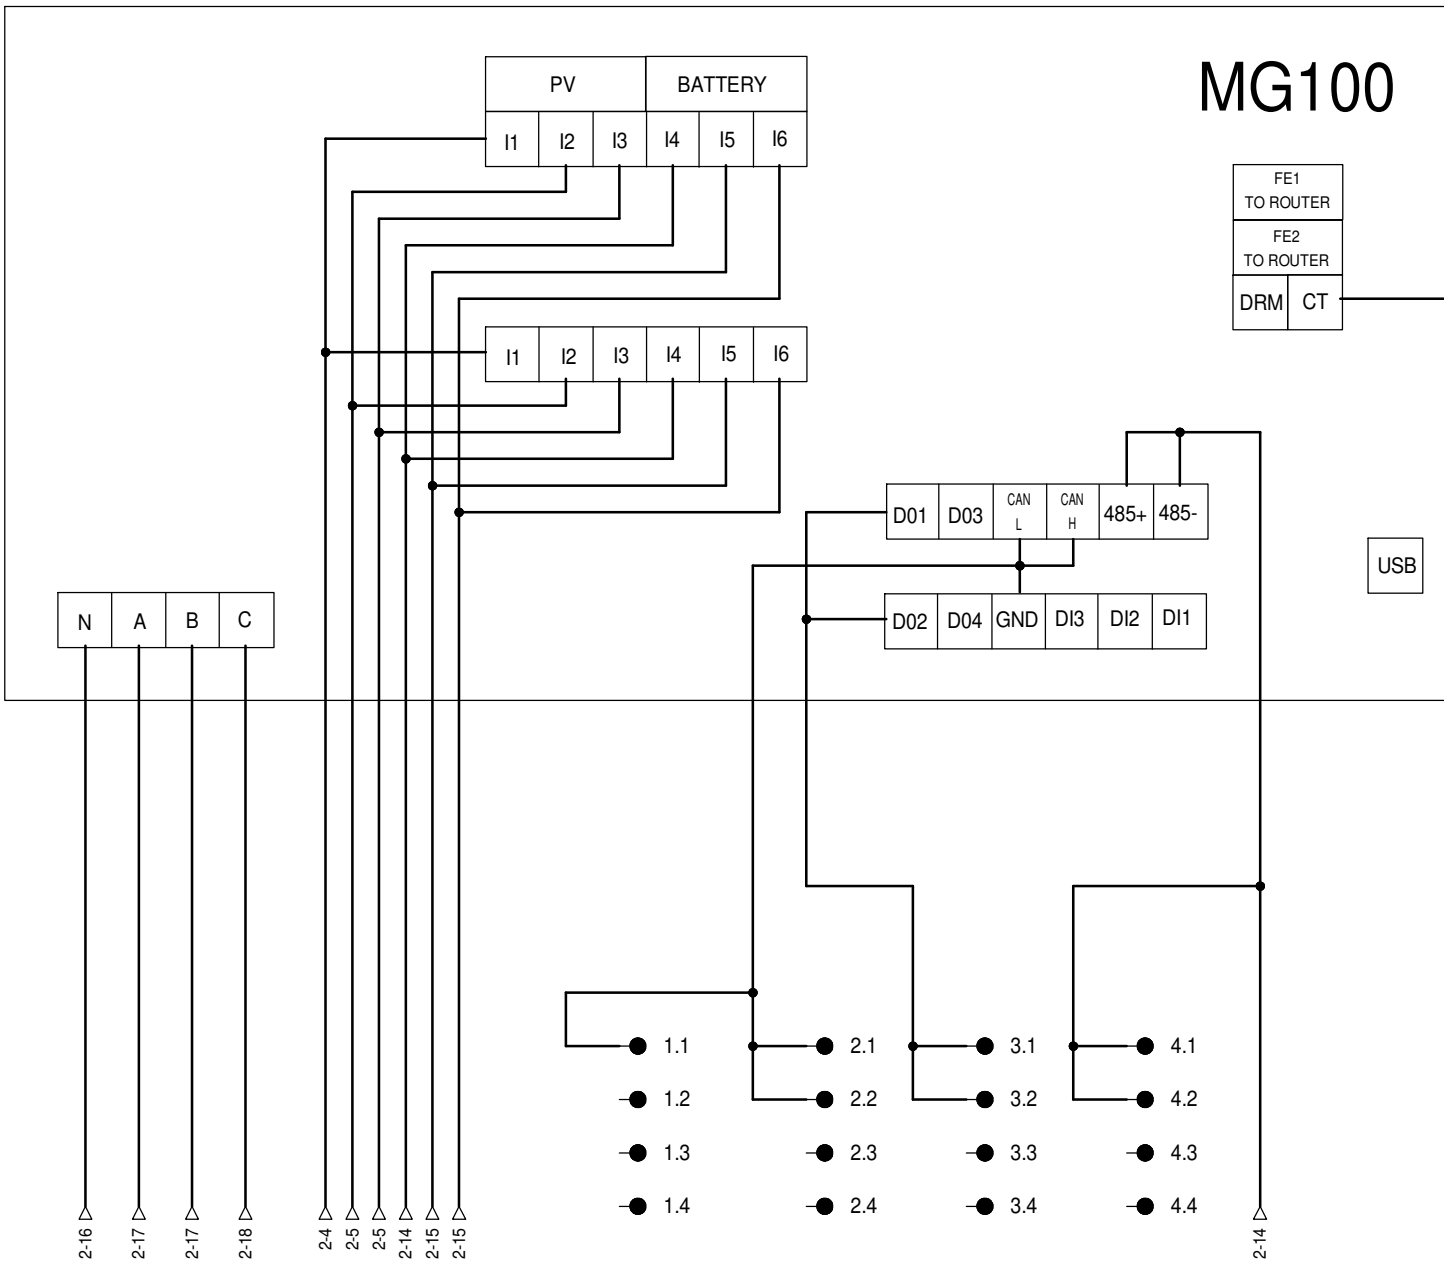 MG100
PV BATTERY
I1 I2 I3 I4 I5 I6
FE1
TO ROUTER
FE2
TO ROUTER
DRM CT
I1 I2 I3 I4 I5 I6
D01 D03 CAN L CAN H 485+ 485-
USB
D02 D04 GND DI3 DI2 DI1
N A B C
1.1 2.1 3.1 4.1
1.2 2.2 3.2 4.2
1.3 2.3 3.3 4.3
1.4 2.4 3.4 4.4
2-16 2-17 2-17 2-18 2-4 2-5 2-5 2-14 2-15 2-15 2-14